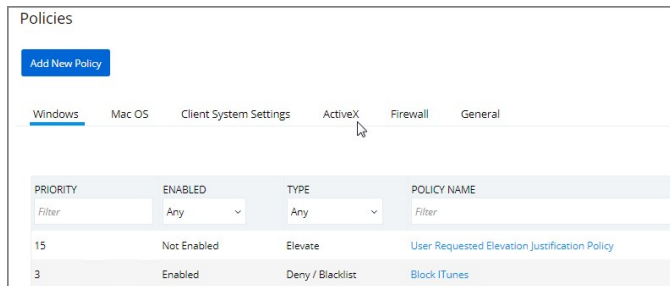 Policies
Add New Policy
Windows Mac OS Client System Settings ActiveX Firewall General
PRIORITY ENABLED TYPE POLICY NAME
Filter Any Any Filter
15 Not Enabled Elevate User Requested Elevation Justification Policy
3 Enabled Deny / Blacklist Block ITunes